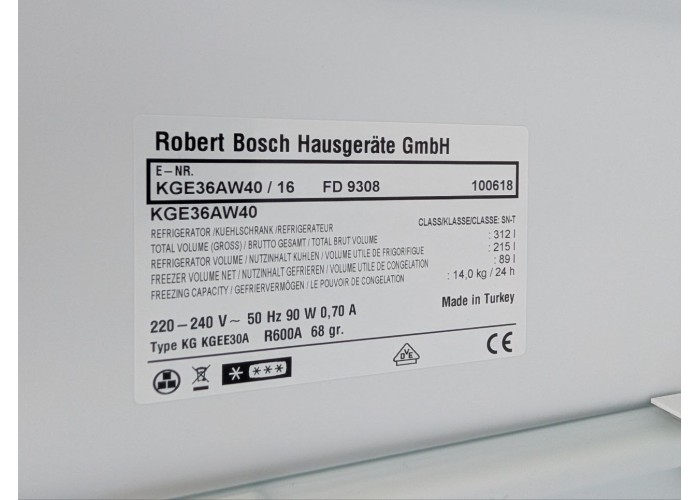 Robert Bosch Hausgeräte GmbH
E-NR.
KGE36AW40 / 16 FD 9308 100618
KGE36AW40
REFRIGERATOR /KUEHLSCHRANK /REFRIGERATEUR CLASS/KLASSE/CLASSE: SN-T
TOTAL VOLUME (GROSS) / BRUTTO GESAMT / TOTAL BRUT VOLUME : 312 l
REFRIGERATOR VOLUME / NUTZINHALT KUHLEN / VOLUME UTILE DE FRIGORIFIGUE : 215 l
FREEZER VOLUME NET / NUTZINHALT GEFRIEREN / VOLUME UTILE DE CONGELATION : 89 l
FREEZING CAPACITY / GEFRIERVERMÖGEN / LE POUVOIR DE CONGELATION : 14,0 kg / 24 h
220-240 V~ 50 Hz 90 W 0,70 A Made in Turkey
Type KG KGEE30A R600A 68 gr.
* *** DVE CE